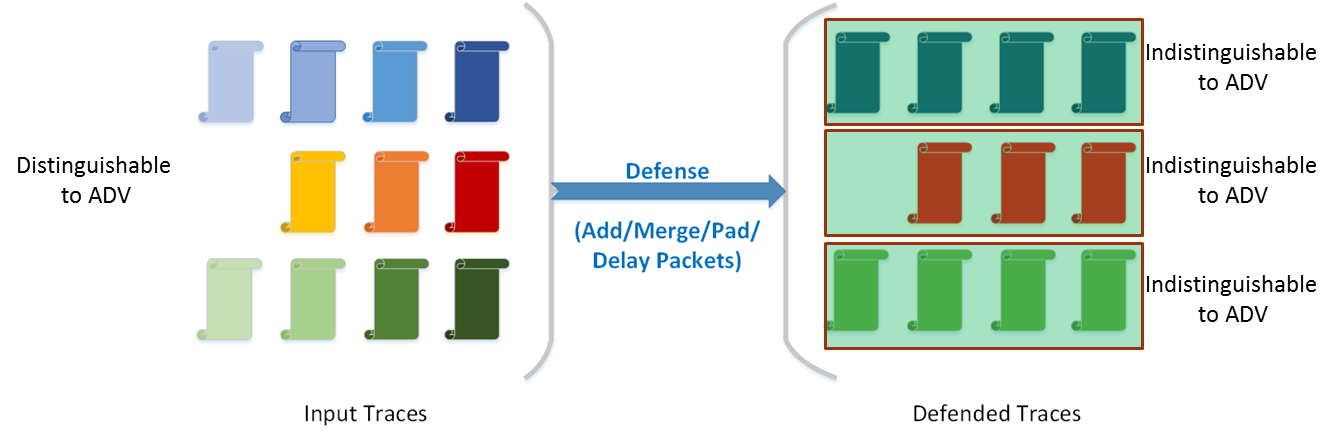 Distinguishable
to ADV
Input Traces
Defense
(Add/Merge/Pad/
Delay Packets)
Indistinguishable
to ADV
Indistinguishable
to ADV
Indistinguishable
to ADV
Defended Traces